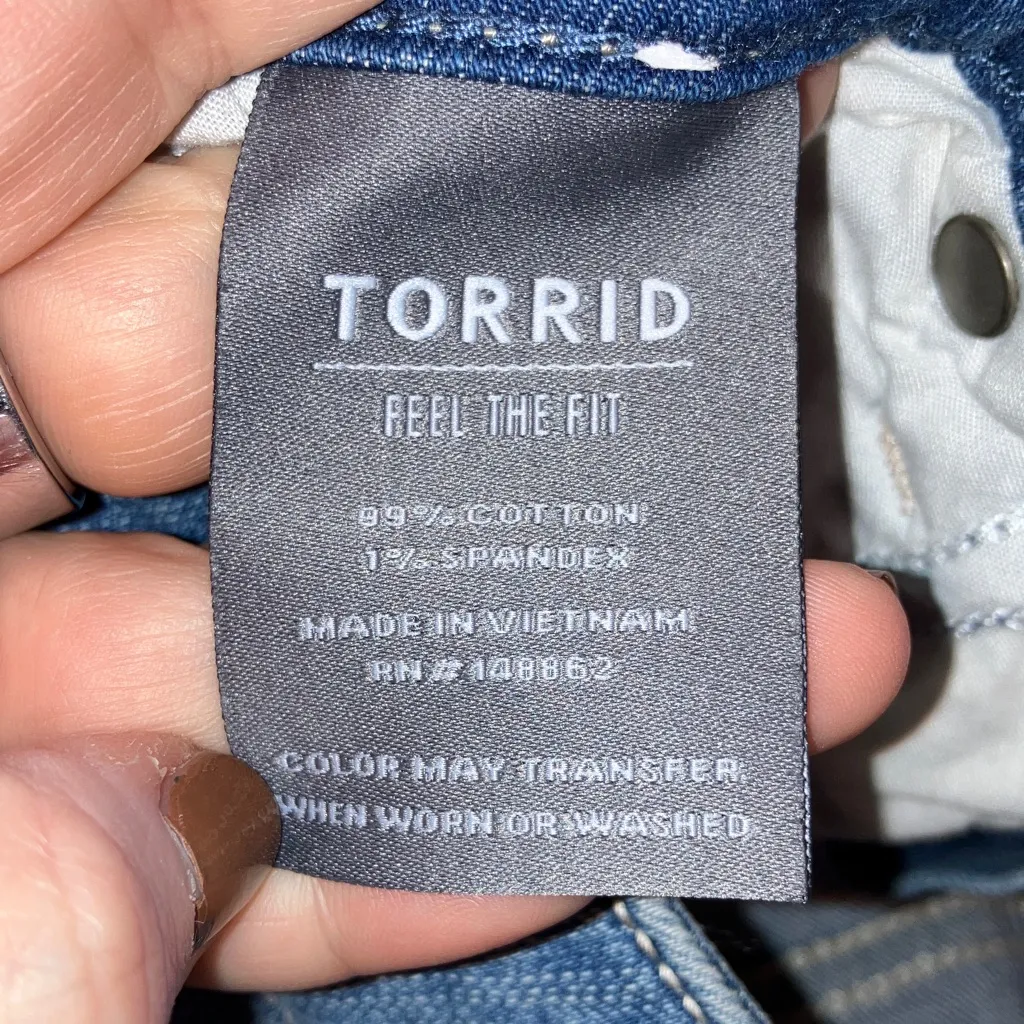 TORRID
FEEL THE FIT
99% COTTON
1% SPANDEX
MADE IN VIETNAM
RN# 148862
COLOR MAY TRANSFER
WHEN WORN OR WASHED